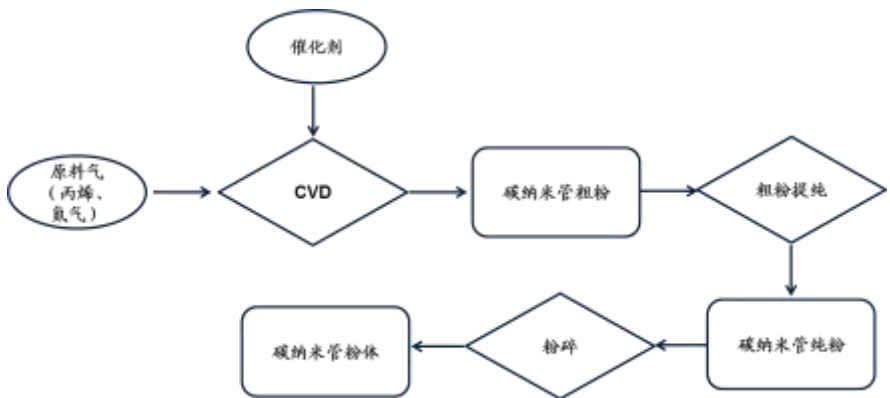 催化剂
原料气
（丙烯、
氮气）
CVD
碳纳米管粗粉
粗粉提纯
碳纳米管粉体
粉碎
碳纳米管纯粉